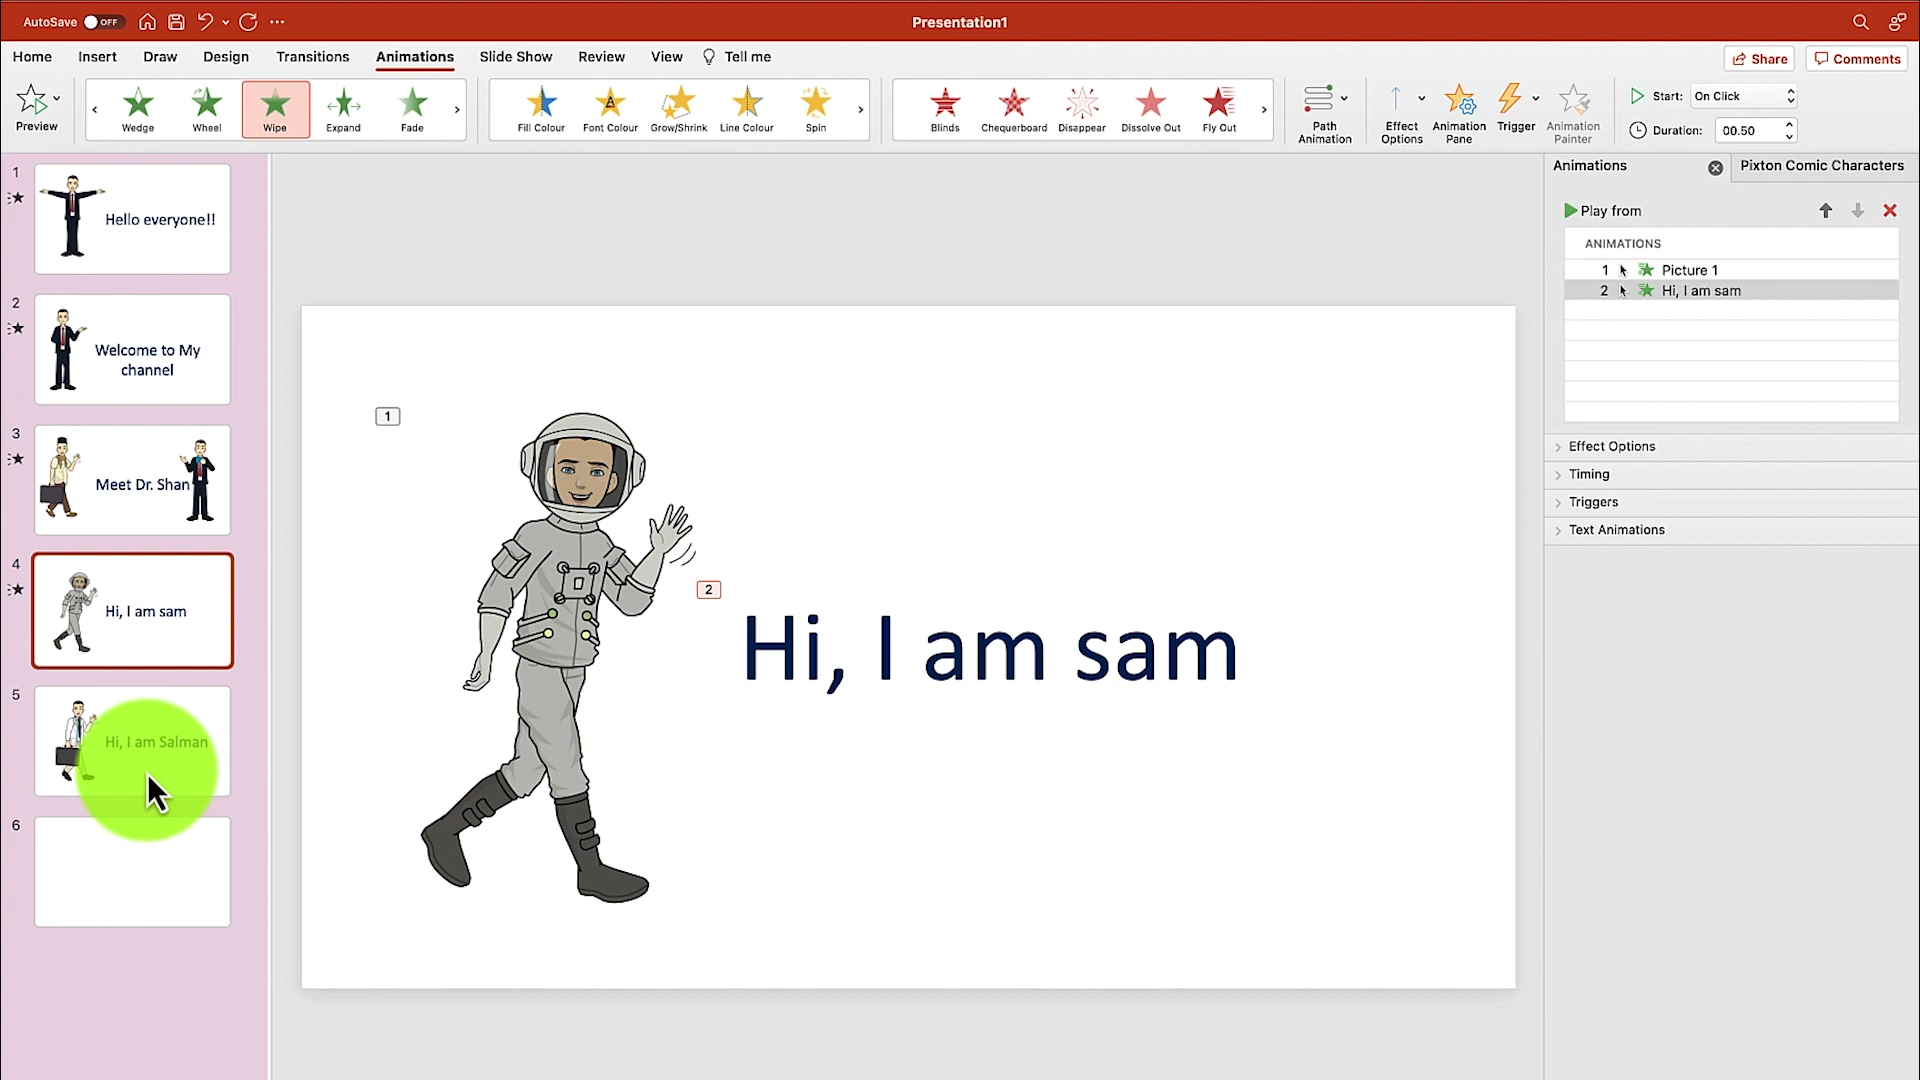 AutoSave OFF
Presentation1
Home Insert Draw Design Transitions Animations Slide Show Review View Tell me
Share Comments
Preview
Wedge Wheel Wipe Expand Fade
Fill Colour Font Colour Grow/Shrink Line Colour Spin
Blinds Chequerboard Disappear Dissolve Out Fly Out
Path Animation
Effect Options
Animation Pane
Trigger
Animation Painter
Start: On Click
Duration: 00.50
1
Hello everyone!!
2
Welcome to My
channel
3
Meet Dr. Shan
4
Hi, I am sam
5
Hi, I am Salman
6
1
2
Hi, I am sam
Animations
Pixton Comic Characters
Play from
ANIMATIONS
1 Picture 1
2 Hi, I am sam
Effect Options
Timing
Triggers
Text Animations